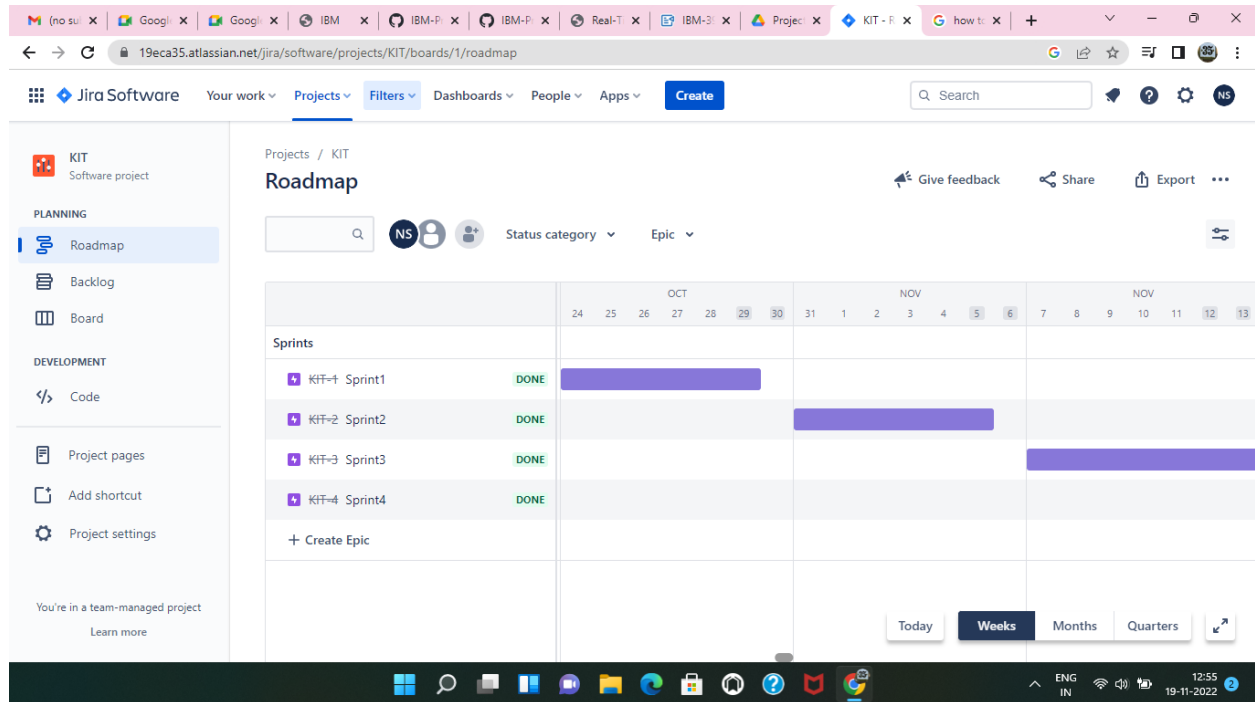 (no sul
Googl
Googl
IBM
IBM-P
IBM-P
Real-Ti
IBM-3
Projec
KIT - R
how to
19eca35.atlassian.net/jira/software/projects/KIT/boards/1/roadmap
Jira Software
Your work
Projects
Filters
Dashboards
People
Apps
Create
Search
NS
KIT
Software project
PLANNING
Roadmap
Backlog
Board
DEVELOPMENT
Code
Project pages
Add shortcut
Project settings
You're in a team-managed project
Learn more
Projects / KIT
Roadmap
Give feedback
Share
Export
NS
Status category
Epic
OCT
NOV
NOV
24 25 26 27 28 29 30 31 1 2 3 4 5 6 7 8 9 10 11 12 13
Sprints
KIT-1 Sprint1 DONE
KIT-2 Sprint2 DONE
KIT-3 Sprint3 DONE
KIT-4 Sprint4 DONE
+ Create Epic
Today
Weeks
Months
Quarters
ENG
IN
12:55
19-11-2022
2